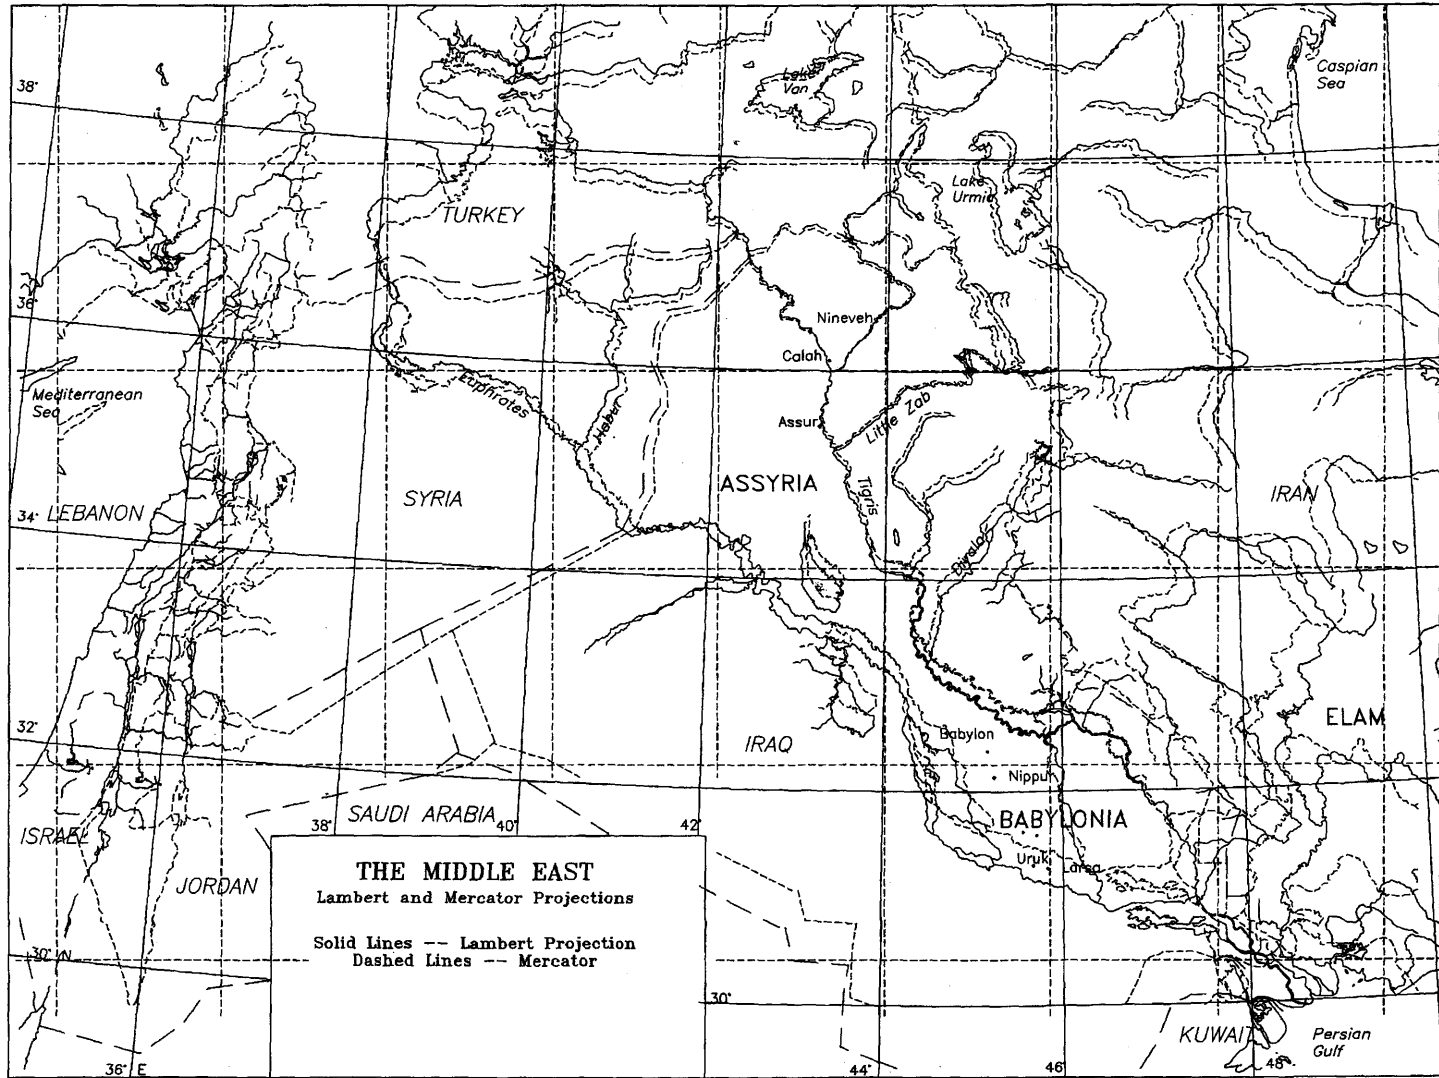 38°
Caspian
Sea
Lake
Van
Lake
Urmia
TURKEY
36°
Nineveh
Calah
Mediterranean
Sea
Euphrates
Haber
Little Zab
Assur
ASSYRIA
Tigris
SYRIA
IRAN
34°
LEBANON
Diyala
32°
ELAM
Babylon
IRAQ
Nippur
SAUDI ARABIA
38°
40°
42°
BABYLONIA
ISRAEL
Uruk
Larsa
JORDAN
THE MIDDLE EAST
Lambert and Mercator Projections
Solid Lines -- Lambert Projection
Dashed Lines -- Mercator
30° N
30°
KUWAIT
Persian
Gulf
36° E
44°
46°
48°